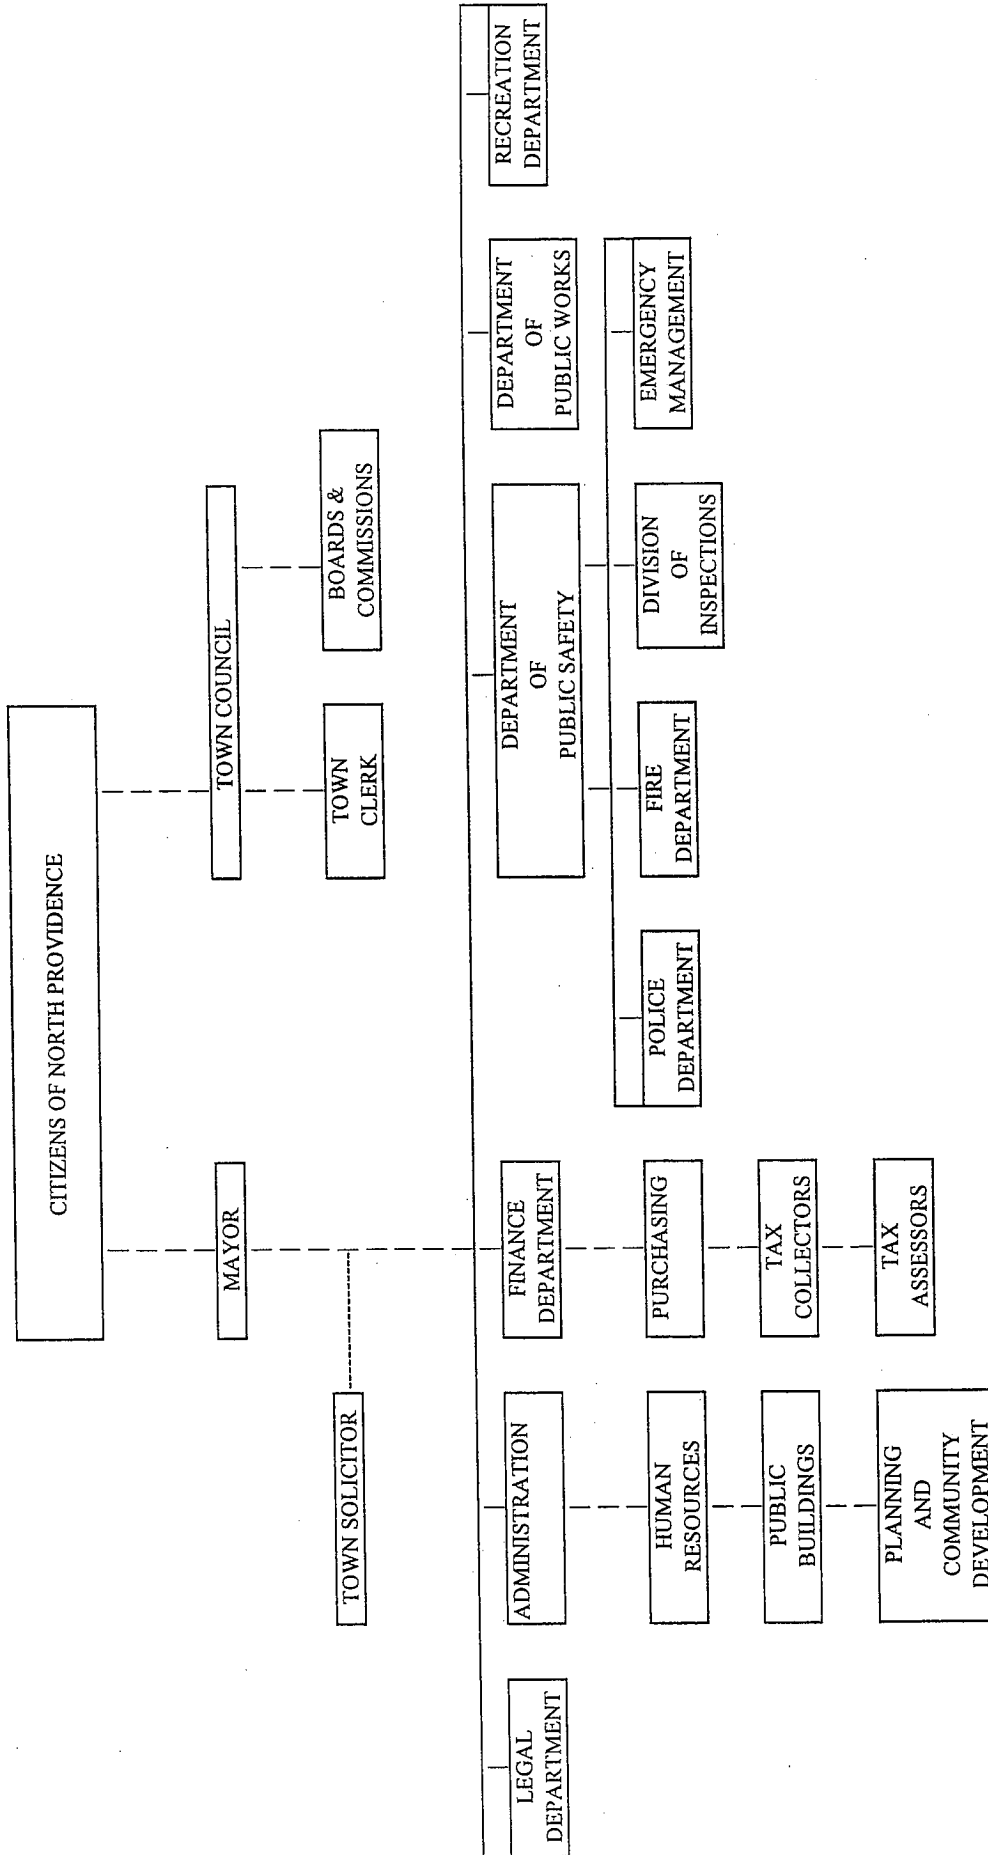 CITIZENS OF NORTH PROVIDENCE
MAYOR
TOWN COUNCIL
TOWN SOLICITOR
TOWN
CLERK
BOARDS &
COMMISSIONS
LEGAL
DEPARTMENT
ADMINISTRATION
FINANCE
DEPARTMENT
DEPARTMENT
OF
PUBLIC SAFETY
DEPARTMENT
OF
PUBLIC WORKS
RECREATION
DEPARTMENT
HUMAN
RESOURCES
PURCHASING
POLICE
DEPARTMENT
FIRE
DEPARTMENT
DIVISION
OF
INSPECTIONS
EMERGENCY
MANAGEMENT
PUBLIC
BUILDINGS
TAX
COLLECTORS
PLANNING
AND
COMMUNITY
DEVELOPMENT
TAX
ASSESSORS